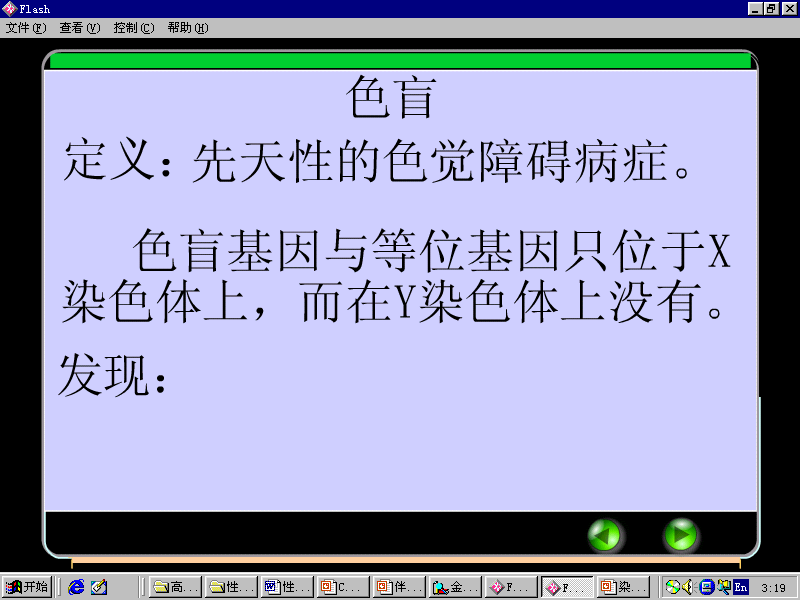 Flash
文件(F) 查看(V) 控制(C) 帮助(H)
色盲
定义：先天性的色觉障碍病症。
色盲基因与等位基因只位于X
染色体上，而在Y染色体上没有。
发现：
开始 高... 性... 性... C... 伴... 金... F... F... 染... En 3:19